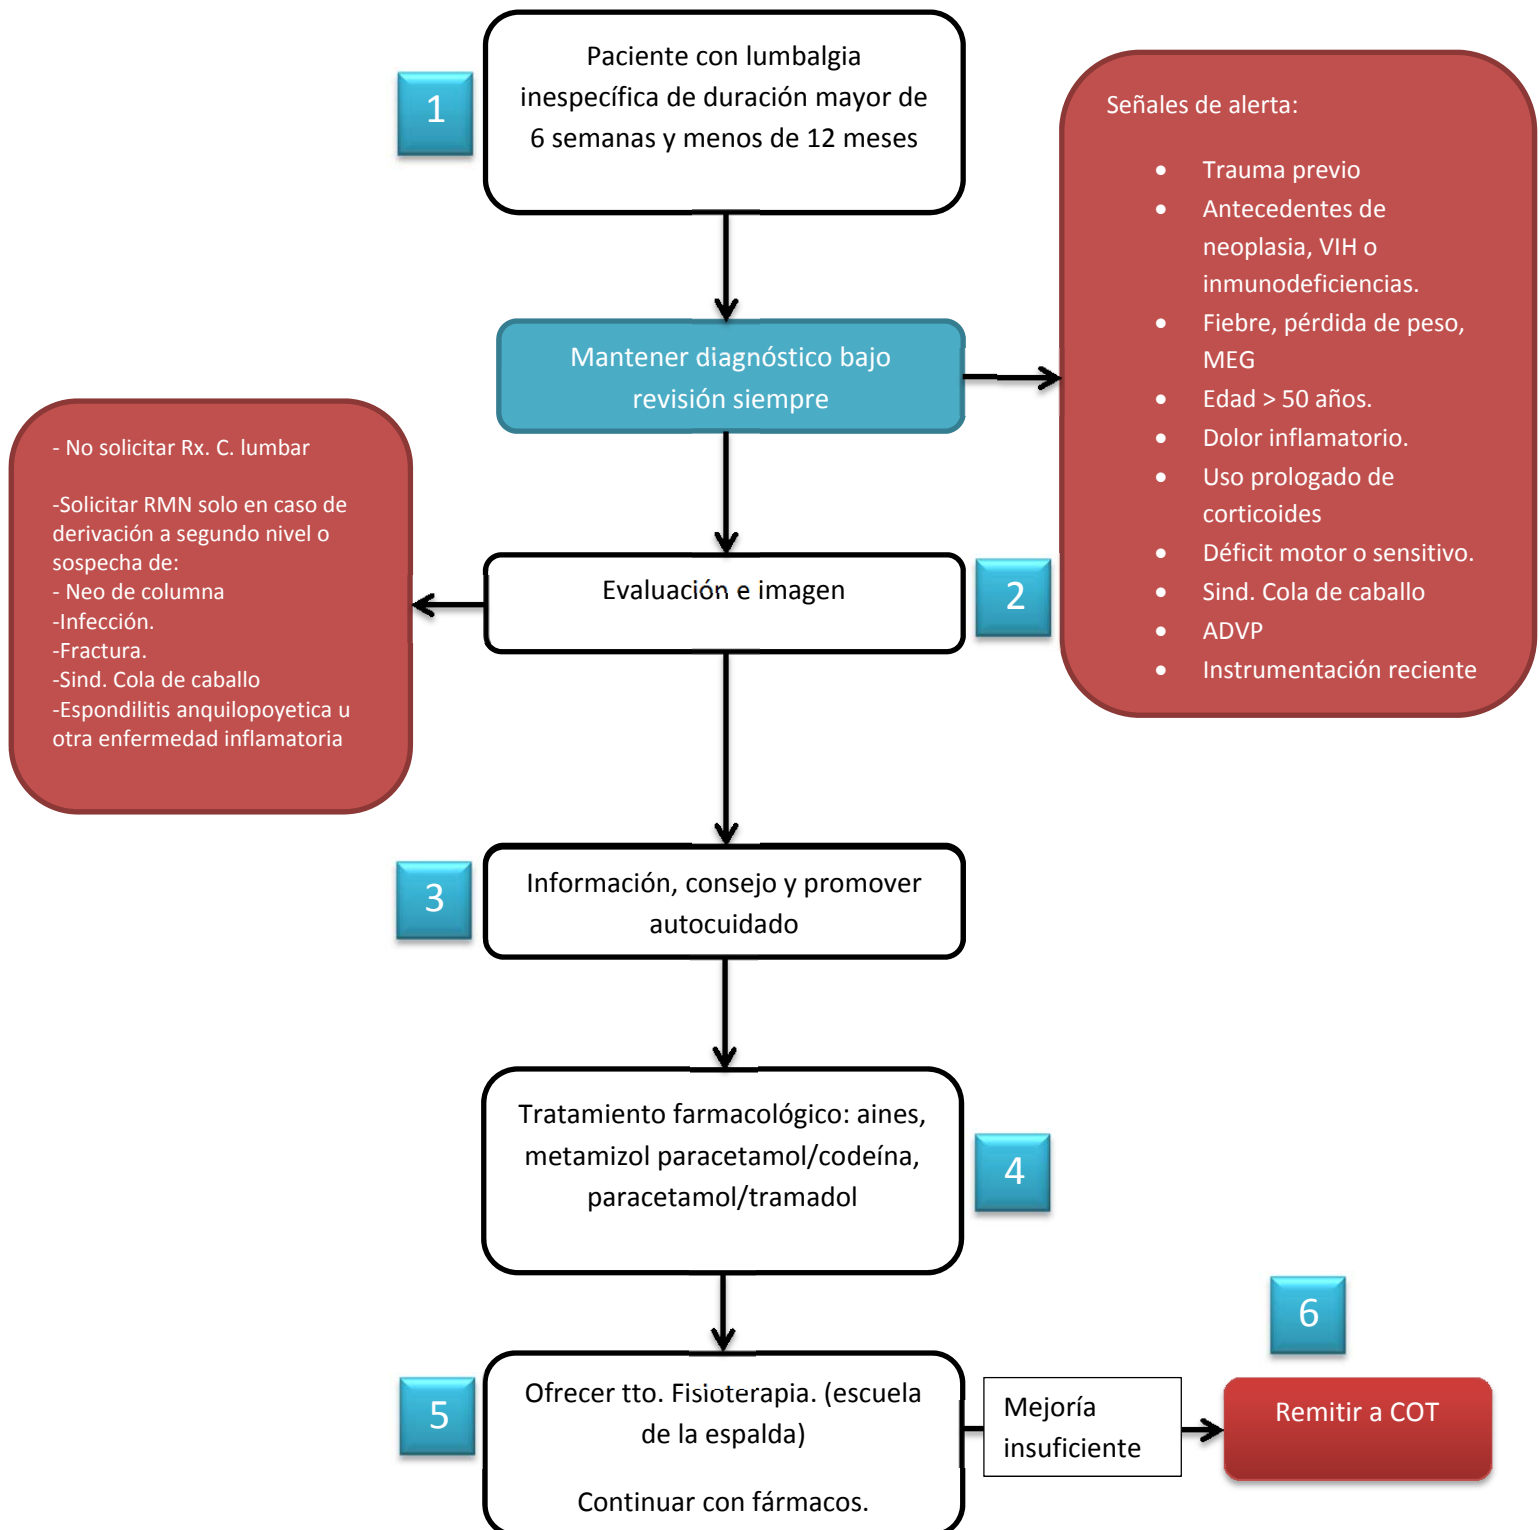 1
Paciente con lumbalgia
inespecífica de duración mayor de
6 semanas y menos de 12 meses
Señales de alerta:
• Trauma previo
• Antecedentes de
neoplasia, VIH o
inmunodeficiencias.
• Fiebre, pérdida de peso,
MEG
• Edad > 50 años.
• Dolor inflamatorio.
• Uso prologado de
corticoides
• Déficit motor o sensitivo.
• Sind. Cola de caballo
• ADVP
• Instrumentación reciente
Mantener diagnóstico bajo
revisión siempre
- No solicitar Rx. C. lumbar
-Solicitar RMN solo en caso de
derivación a segundo nivel o
sospecha de:
- Neo de columna
-Infección.
-Fractura.
-Sind. Cola de caballo
-Espondilitis anquilopoyetica u
otra enfermedad inflamatoria
Evaluación e imagen
2
3
Información, consejo y promover
autocuidado
Tratamiento farmacológico: aines,
metamizol paracetamol/codeína,
paracetamol/tramadol
4
5
Ofrecer tto. Fisioterapia. (escuela
de la espalda)
Continuar con fármacos.
Mejoría
insuficiente
6
Remitir a COT